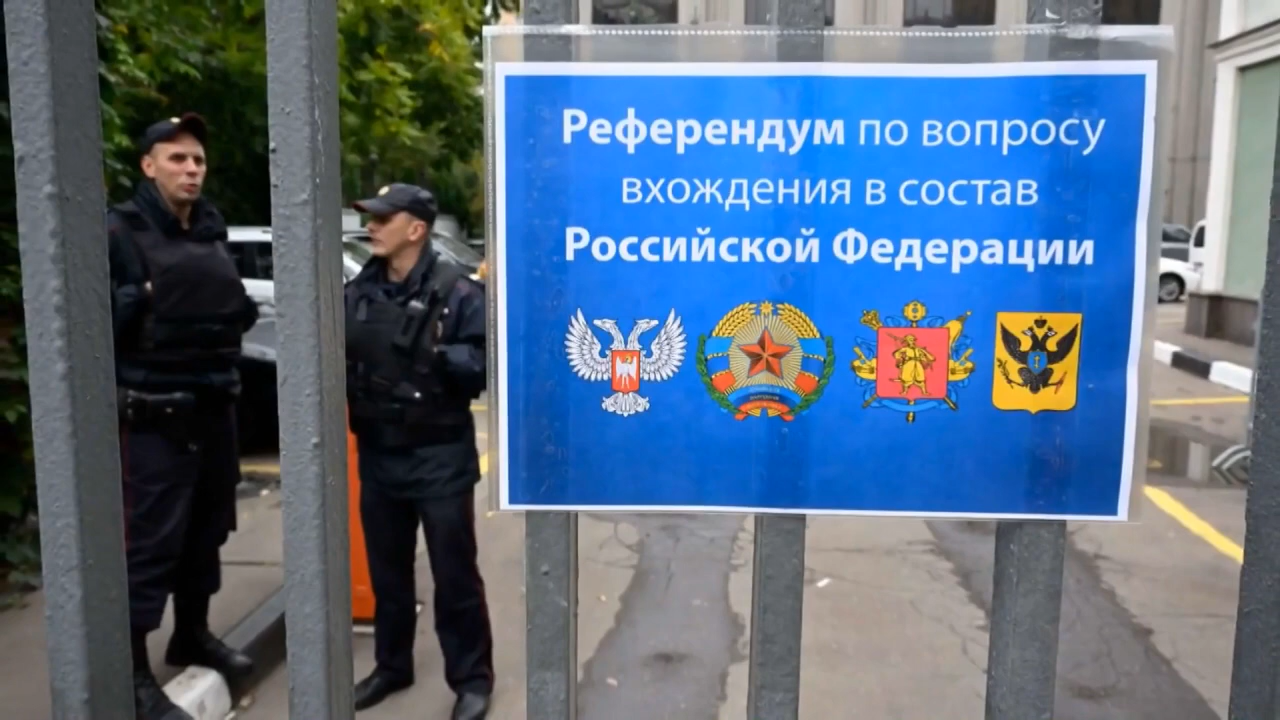 Референдум по вопросу
вхождения в состав
Российской Федерации